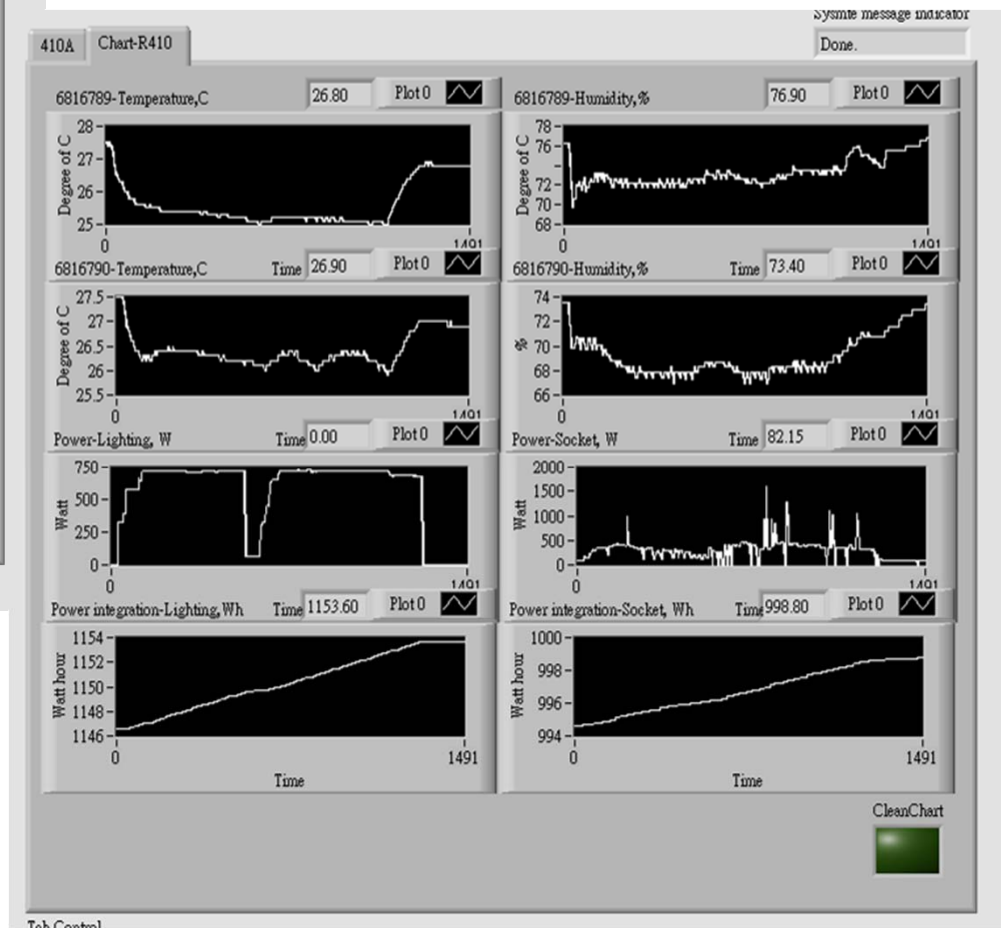 Sysmte message indicator
410A Chart-R410 Done.
6816789-Temperature,C 26.80 Plot 0
Degree of C
28
27
26
25
0 1491
6816789-Humidity,% 76.90 Plot 0
Degree of C
78
76
72
70
68
0 1491
6816790-Temperature,C Time 26.90 Plot 0
Degree of C
27.5
27
26.5
26
25.5
0 1491
6816790-Humidity,% Time 73.40 Plot 0
%
74
72
70
68
66
0 1491
Power-Lighting, W Time 0.00 Plot 0
Watt
750
500
250
0
0 1491
Power-Socket, W Time 82.15 Plot 0
Watt
2000
1500
1000
500
0
0 1491
Power integration-Lighting,Wh Time 1153.60 Plot 0
Watt hour
1154
1152
1150
1148
1146
0 1491
Time
Power integration-Socket, Wh Time 998.80 Plot 0
Watt hour
1000
998
996
994
0 1491
Time
CleanChart
Tab Control